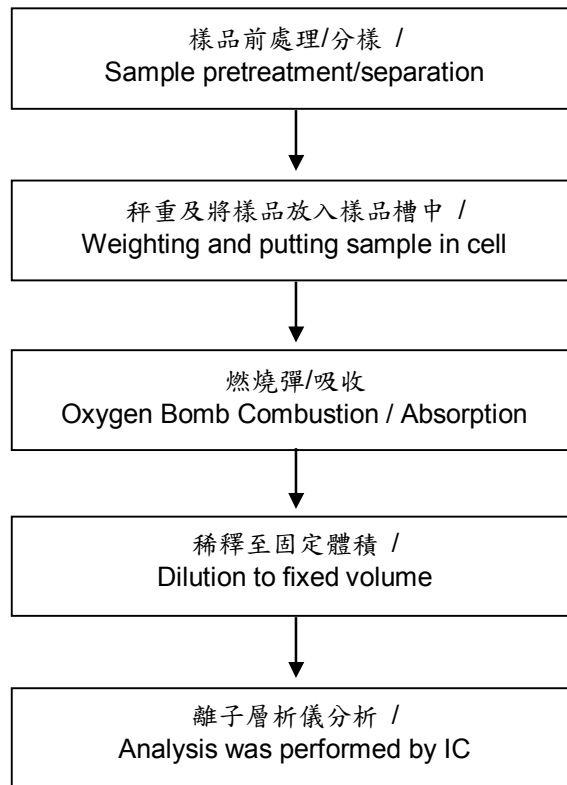 樣品前處理/分樣 /
Sample pretreatment/separation
秤重及將樣品放入樣品槽中 /
Weighting and putting sample in cell
燃燒彈/吸收
Oxygen Bomb Combustion / Absorption
稀釋至固定體積 /
Dilution to fixed volume
離子層析儀分析 /
Analysis was performed by IC